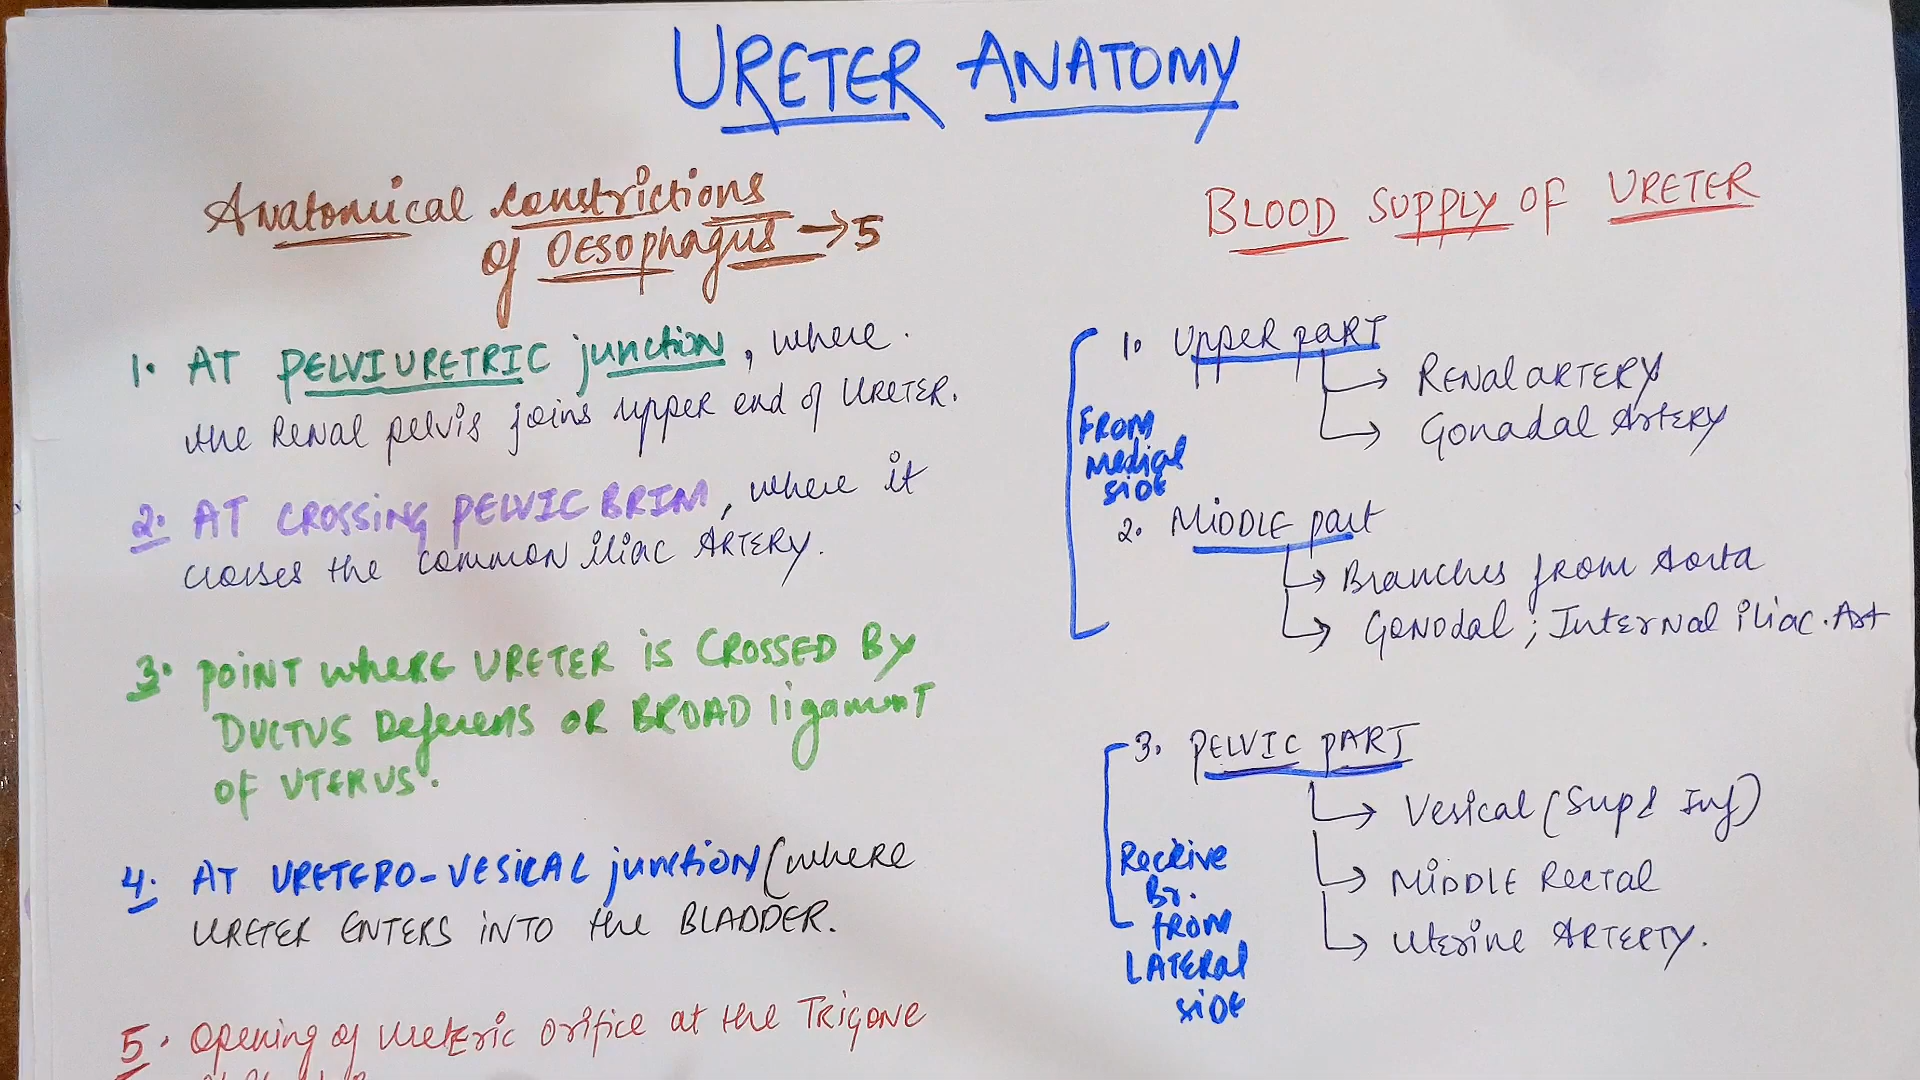 URETER ANATOMY
Anatomical constrictions
of Oesophagus → 5
1. AT PELVIURETRIC junction, where
the Renal pelvis joins upper end of URETER.
2. AT CROSSING PELVIC BRIM, where it
crosses the common iliac ARTERY.
3. POINT WHERE URETER is CROSSED By
DUCTUS Deferens OR BROAD ligament
OF UTERUS.
4. AT URETERO-VESICAL junction (where
URETER ENTERS INTO the BLADDER.
5. Opening of Ureteric orifice at the TRIGONE
BLOOD SUPPLY OF URETER
FROM
Medical
SIDE
1. Upper part
→ RENAL ARTERY
→ Gonadal Artery
2. MIDDLE part
→ Branches from Aorta
→ Gonodal ; Internal iliac. Art
Receive
Br.
FROM
LATERAL
SIDE
3. PELVIC PART
→ Vesical (Sup & Inf)
→ MIDDLE Rectal
→ Uterine ARTERTY.